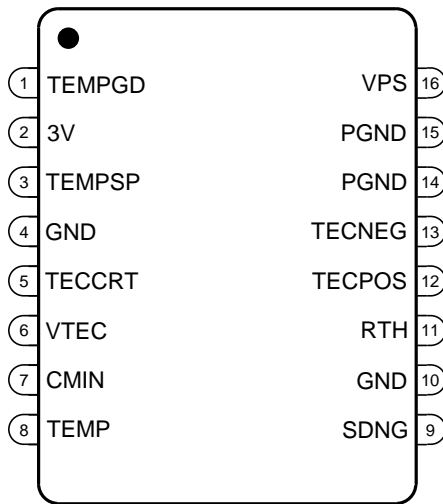 1 TEMPGD VPS 16
2 3V PGND 15
3 TEMPSP PGND 14
4 GND TECNEG 13
5 TECCRT TECPOS 12
6 VTEC RTH 11
7 CMIN GND 10
8 TEMP SDNG 9